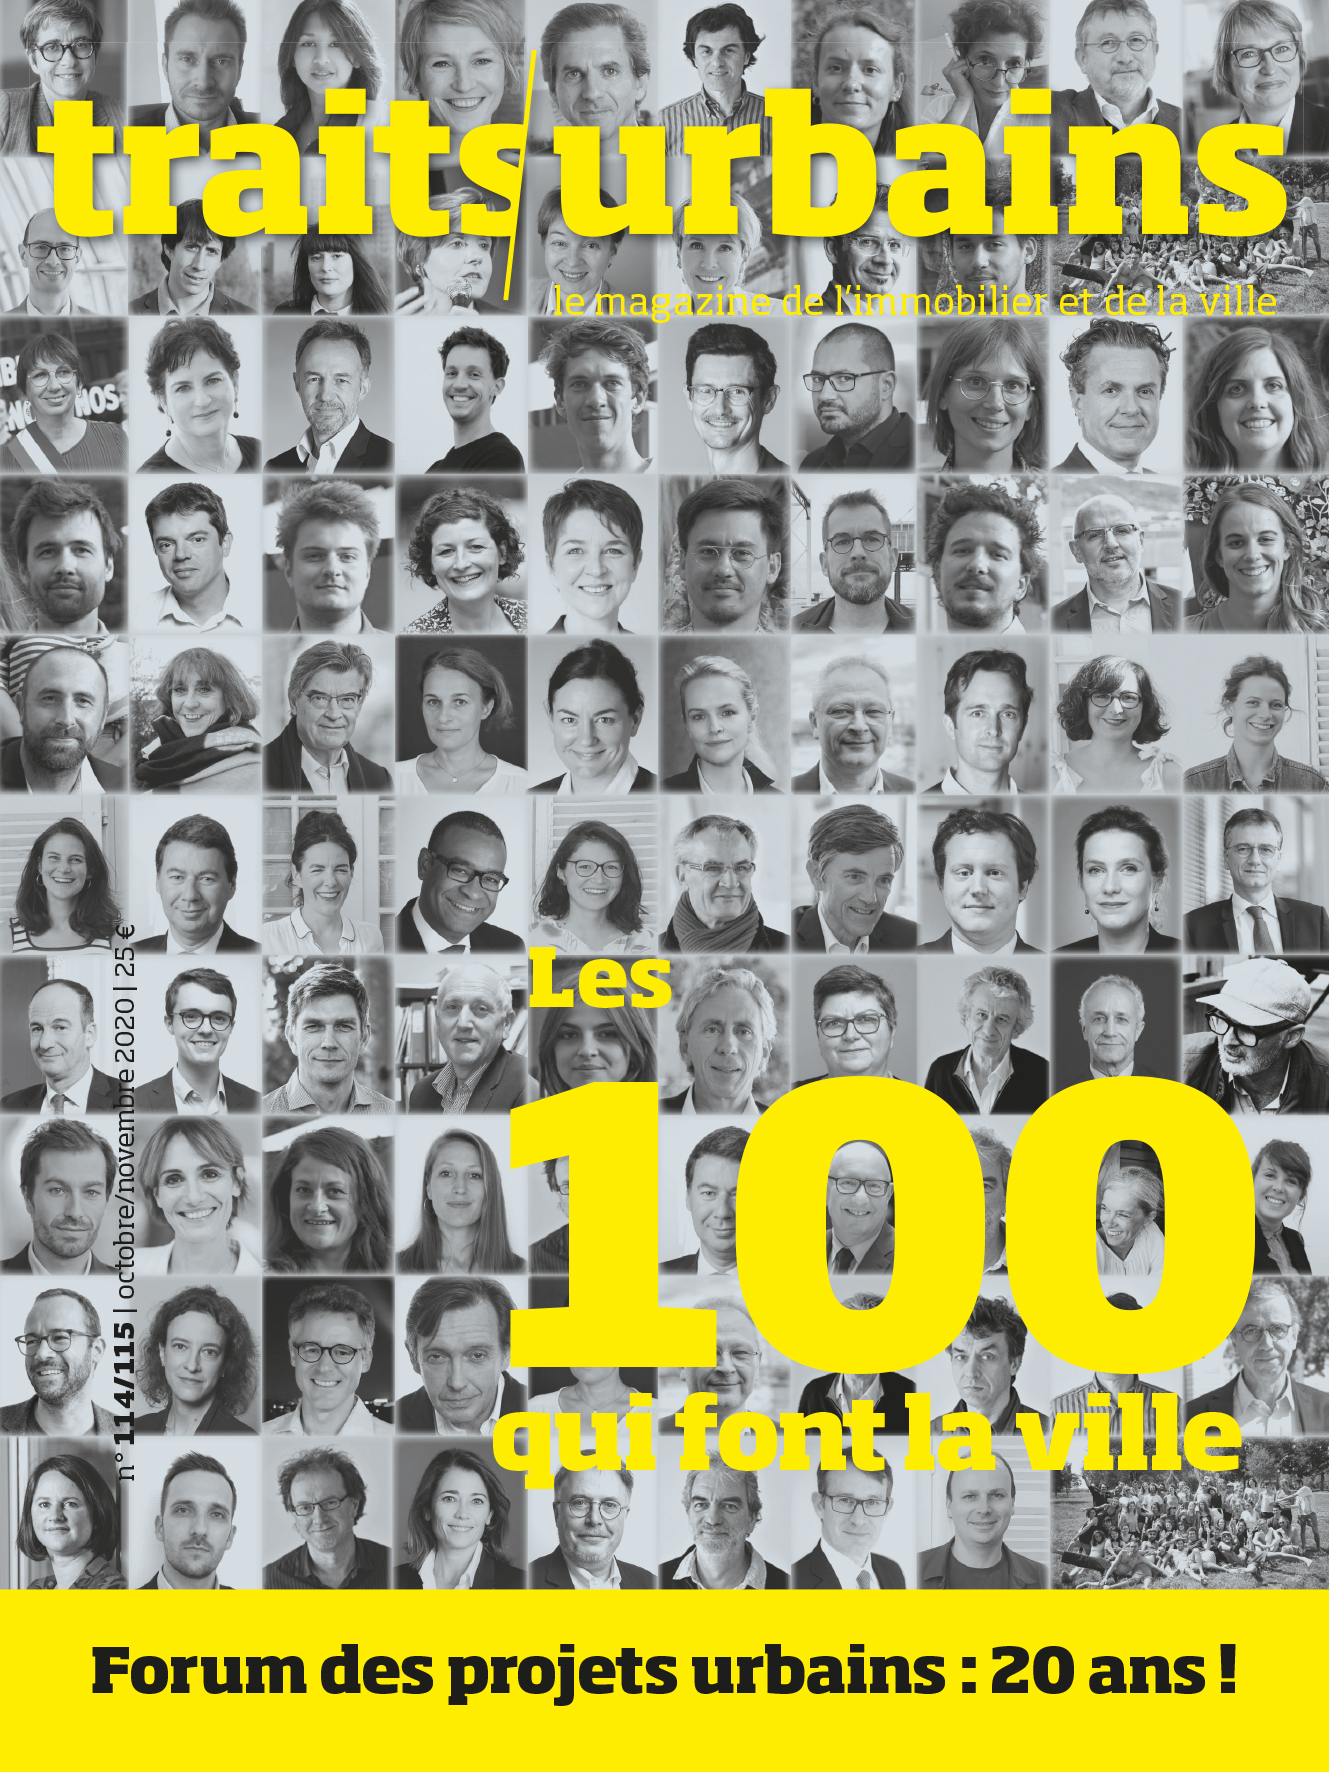 traits/urbains
le magazine de l'immobilier et de la ville
Les
100
qui font la ville
n° 114/115 | octobre/novembre 2020 | 25 €
Forum des projets urbains : 20 ans !